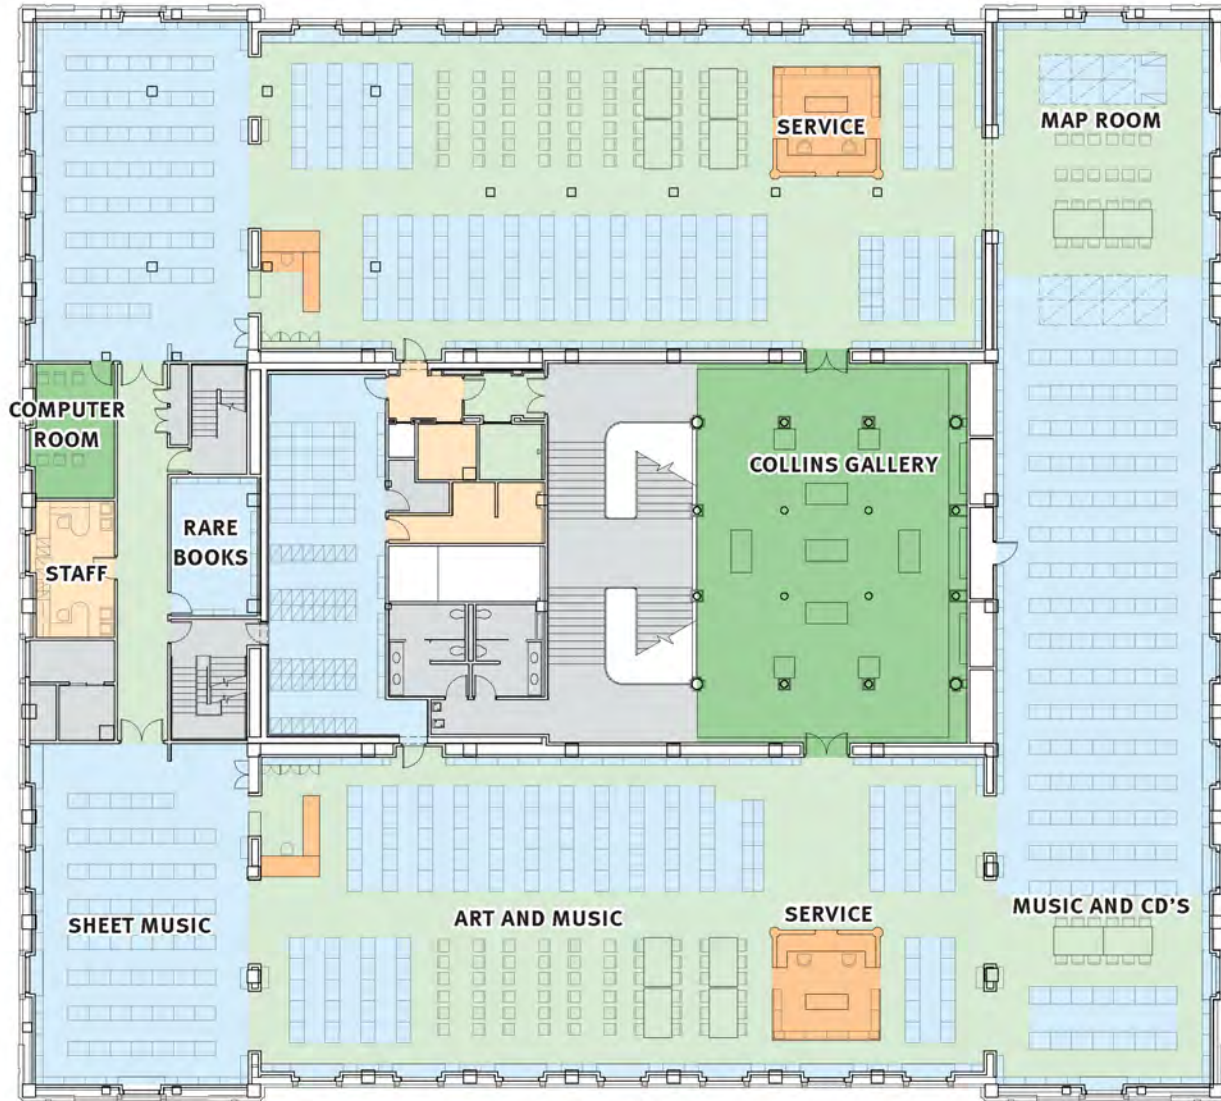 SERVICE
MAP ROOM
COMPUTER
ROOM
COLLINS GALLERY
RARE
BOOKS
STAFF
SHEET MUSIC
ART AND MUSIC
SERVICE
MUSIC AND CD'S